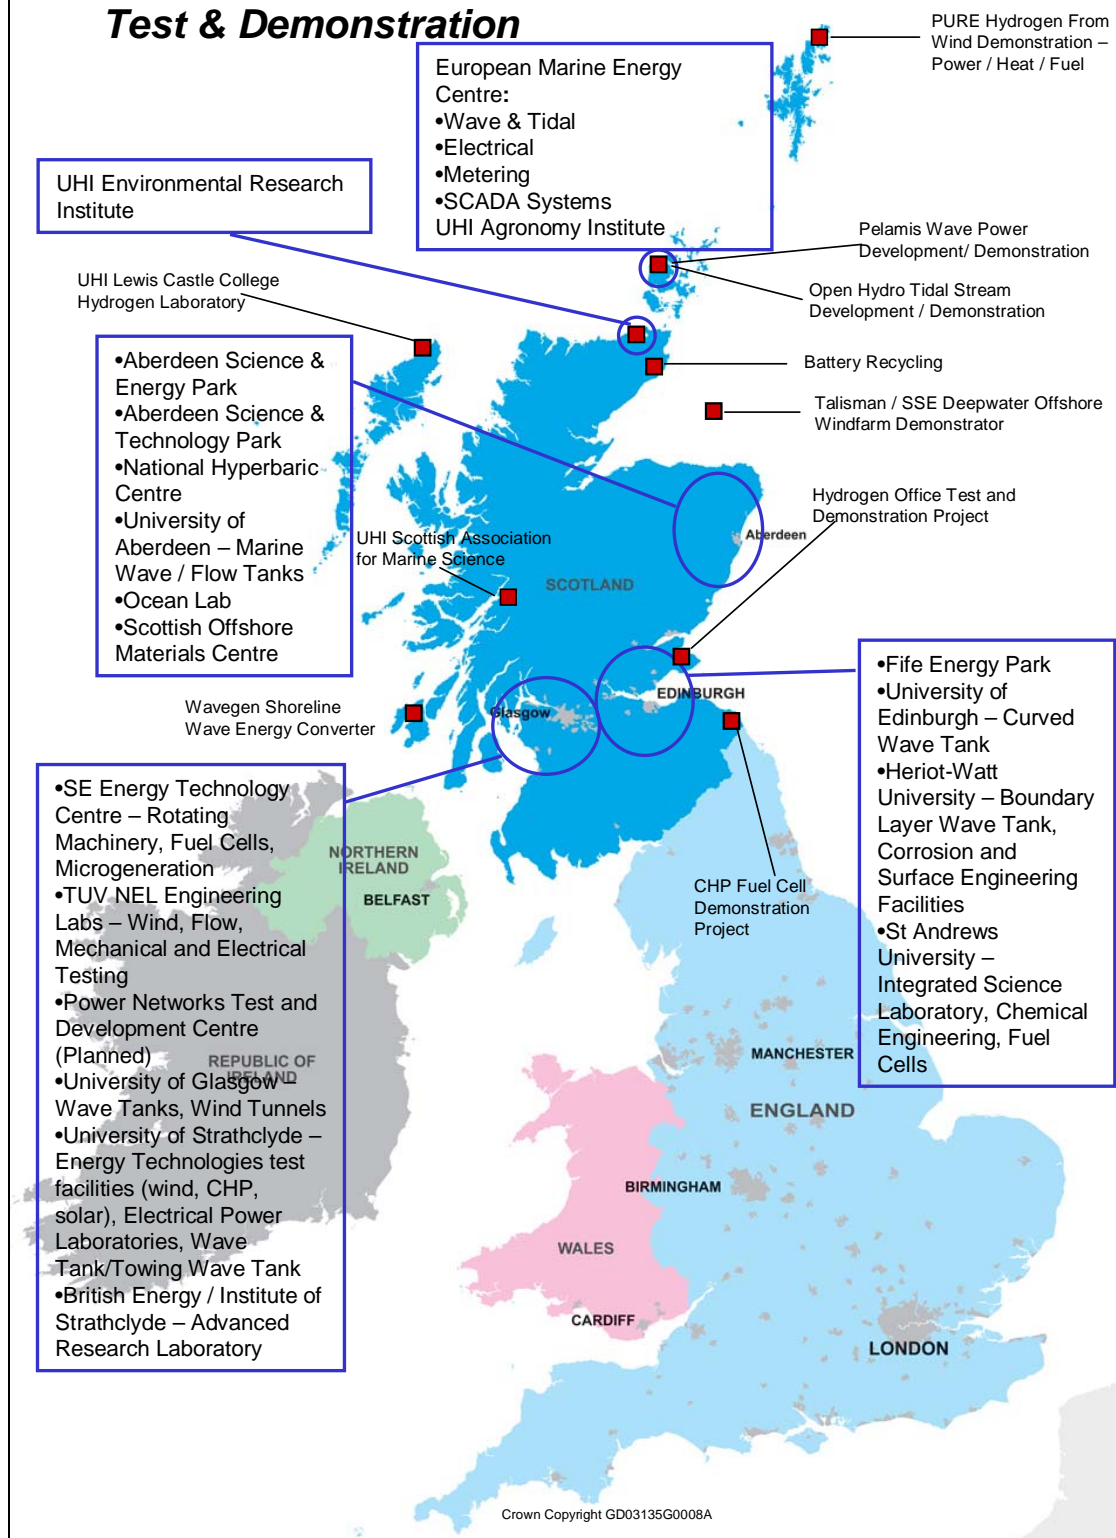 Test & Demonstration
PURE Hydrogen From
Wind Demonstration –
Power / Heat / Fuel
European Marine Energy
Centre:
•Wave & Tidal
•Electrical
•Metering
•SCADA Systems
UHI Agronomy Institute
UHI Environmental Research
Institute
Pelamis Wave Power
Development/ Demonstration
UHI Lewis Castle College
Hydrogen Laboratory
Open Hydro Tidal Stream
Development / Demonstration
Battery Recycling
Talisman / SSE Deepwater Offshore
Windfarm Demonstrator
•Aberdeen Science &
Energy Park
•Aberdeen Science &
Technology Park
•National Hyperbaric
Centre
•University of
Aberdeen – Marine
Wave / Flow Tanks
•Ocean Lab
•Scottish Offshore
Materials Centre
Hydrogen Office Test and
Demonstration Project
Aberdeen
UHI Scottish Association
for Marine Science
SCOTLAND
EDINBURGH
Glasgow
Wavegen Shoreline
Wave Energy Converter
•Fife Energy Park
•University of
Edinburgh – Curved
Wave Tank
•Heriot-Watt
University – Boundary
Layer Wave Tank,
Corrosion and
Surface Engineering
Facilities
•St Andrews
University –
Integrated Science
Laboratory, Chemical
Engineering, Fuel
Cells
•SE Energy Technology
Centre – Rotating
Machinery, Fuel Cells,
Microgeneration
•TUV NEL Engineering
Labs – Wind, Flow,
Mechanical and Electrical
Testing
•Power Networks Test and
Development Centre
(Planned)
•University of Glasgow –
Wave Tanks, Wind Tunnels
•University of Strathclyde –
Energy Technologies test
facilities (wind, CHP,
solar), Electrical Power
Laboratories, Wave
Tank/Towing Wave Tank
•British Energy / Institute of
Strathclyde – Advanced
Research Laboratory
NORTHERN
IRELAND
BELFAST
CHP Fuel Cell
Demonstration
Project
REPUBLIC OF
IRELAND
MANCHESTER
ENGLAND
BIRMINGHAM
WALES
CARDIFF
LONDON
Crown Copyright GD03135G0008A